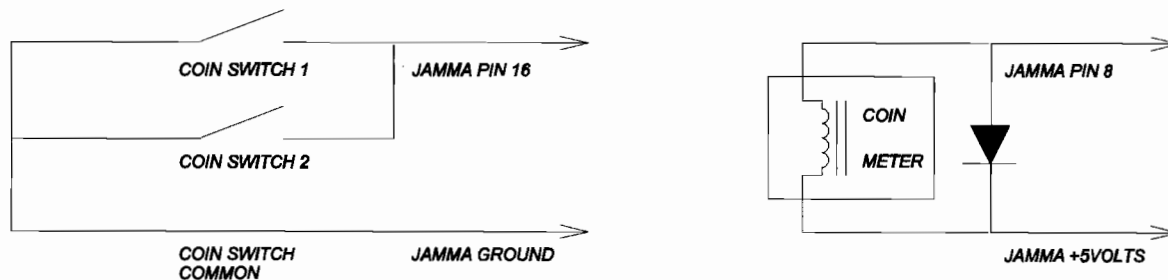 COIN SWITCH 1
JAMMA PIN 16
COIN SWITCH 2
COIN SWITCH
COMMON
JAMMA GROUND
JAMMA PIN 8
COIN
METER
JAMMA +5VOLTS